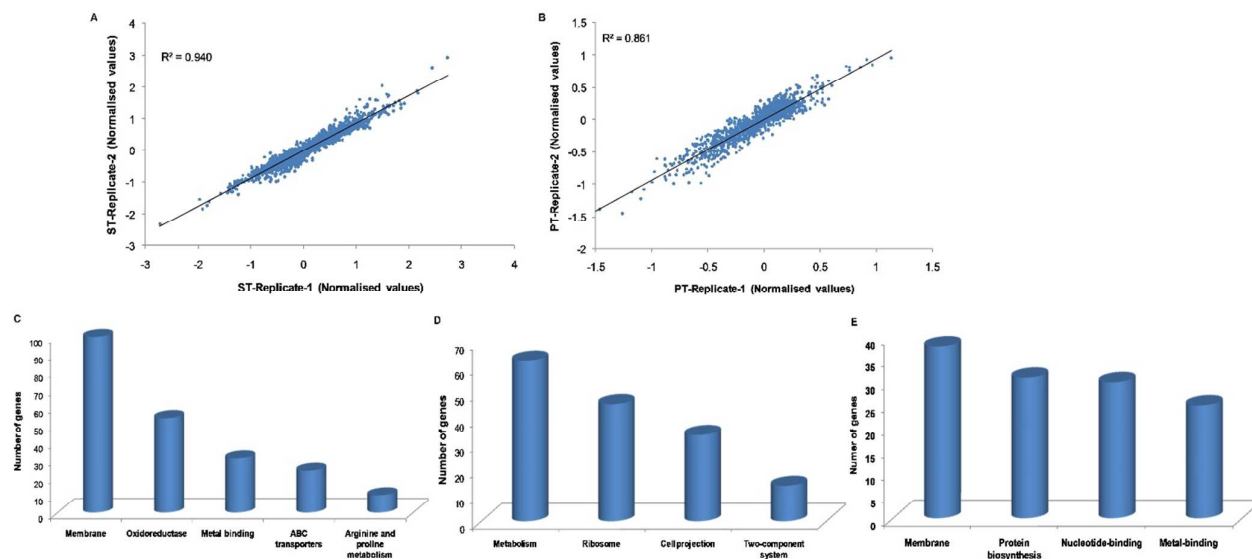 A
R² = 0.940
ST-Replicate-2 (Normalised values)
4
3
2
1
0
-1
-2
-3
-3
-2
-1
0
1
2
3
4
ST-Replicate-1 (Normalised values)
B
R² = 0.861
PT-Replicate-2 (Normalised values)
1.5
1
0.5
0
-0.5
-1
-1.5
-2
-1.5
-1
-0.5
0
0.5
1
1.5
PT-Replicate-1 (Normalised vallues)
C
Number of genes
100
90
80
70
60
50
40
30
20
10
0
Membrane
Oxidoreductase
Metal binding
ABC
transporters
Arginine and
proline
metabolism
D
Number of genes
70
60
50
40
30
20
10
0
Metabolism
Ribosome
Cell projection
Two-component
system
E
Numer of genes
40
35
30
25
20
15
10
5
0
Membrane
Protein
biosynthesis
Nucleotide-binding
Metal-binding